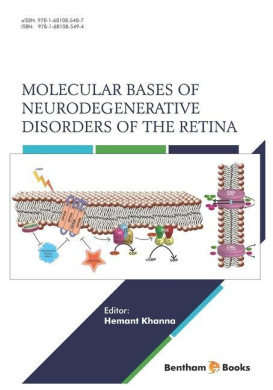 eISBN: 978-1-68108-548-7
ISBN: 978-1-68108-549-4
MOLECULAR BASES OF
NEURODEGENERATIVE
DISORDERS OF THE RETINA
Editor:
Hemant Khanna
Bentham Books